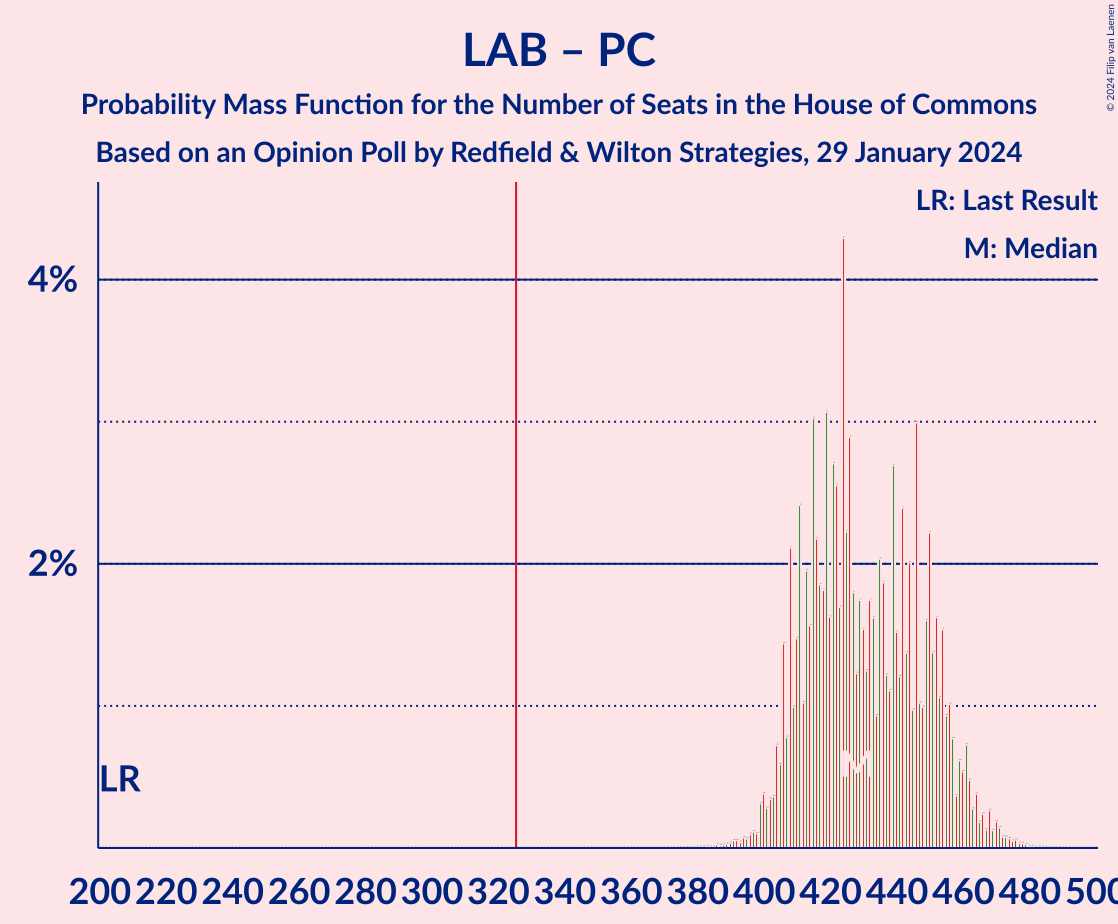 LAB – PC
Probability Mass Function for the Number of Seats in the House of Commons
Based on an Opinion Poll by Redfield & Wilton Strategies, 29 January 2024
© 2024 Filip van Laenen
LR: Last Result
M: Median
4%
2%
LR
M
200 220 240 260 280 300 320 340 360 380 400 420 440 460 480 500